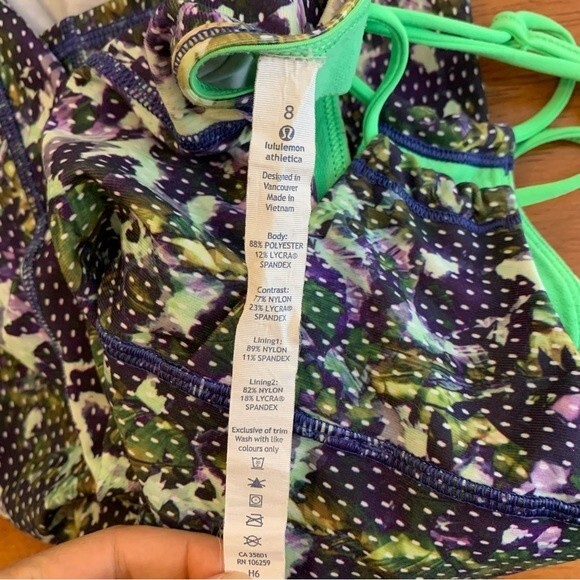 8
lululemon
athletica
Designed in
Vancouver
Made in
Vietnam
Body:
88% POLYESTER
12% LYCRA®
SPANDEX
Contrast:
77% NYLON
23% LYCRA®
SPANDEX
Lining1:
89% NYLON
11% SPANDEX
Lining2:
82% NYLON
18% LYCRA®
SPANDEX
Exclusive of trim
Wash with like
colours only
CA 35801
RN 106259
H6